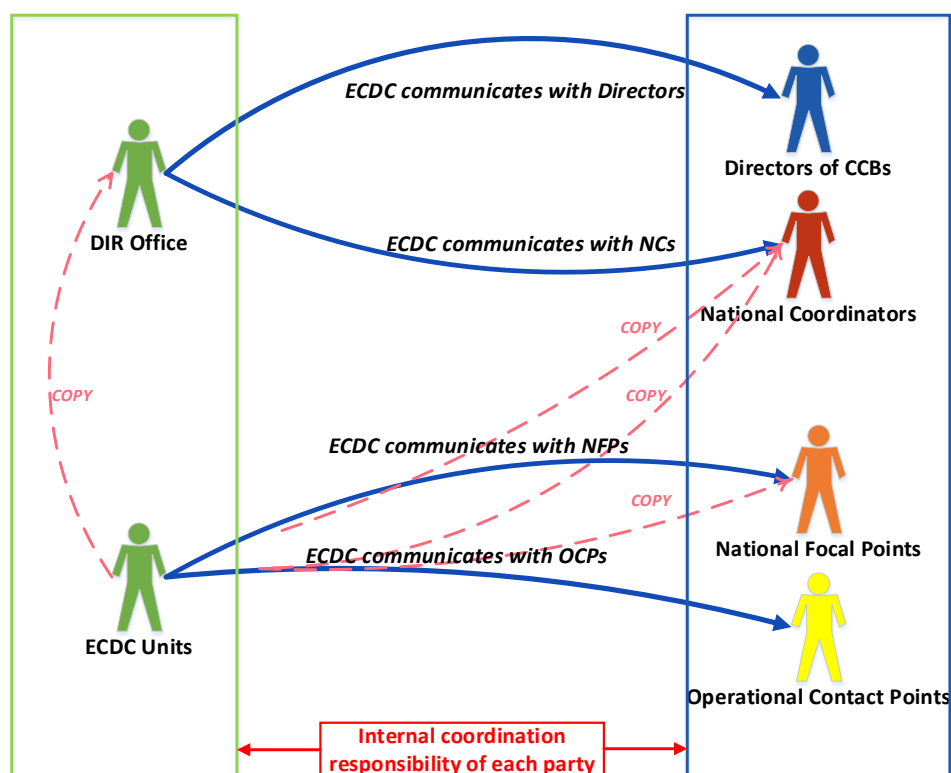 ECDC communicates with Directors
Directors of CCBs
DIR Office
ECDC communicates with NCs
National Coordinators
COPY
COPY
COPY
ECDC communicates with NFPs
COPY
National Focal Points
ECDC communicates with OCPs
ECDC Units
Operational Contact Points
Internal coordination
responsibility of each party